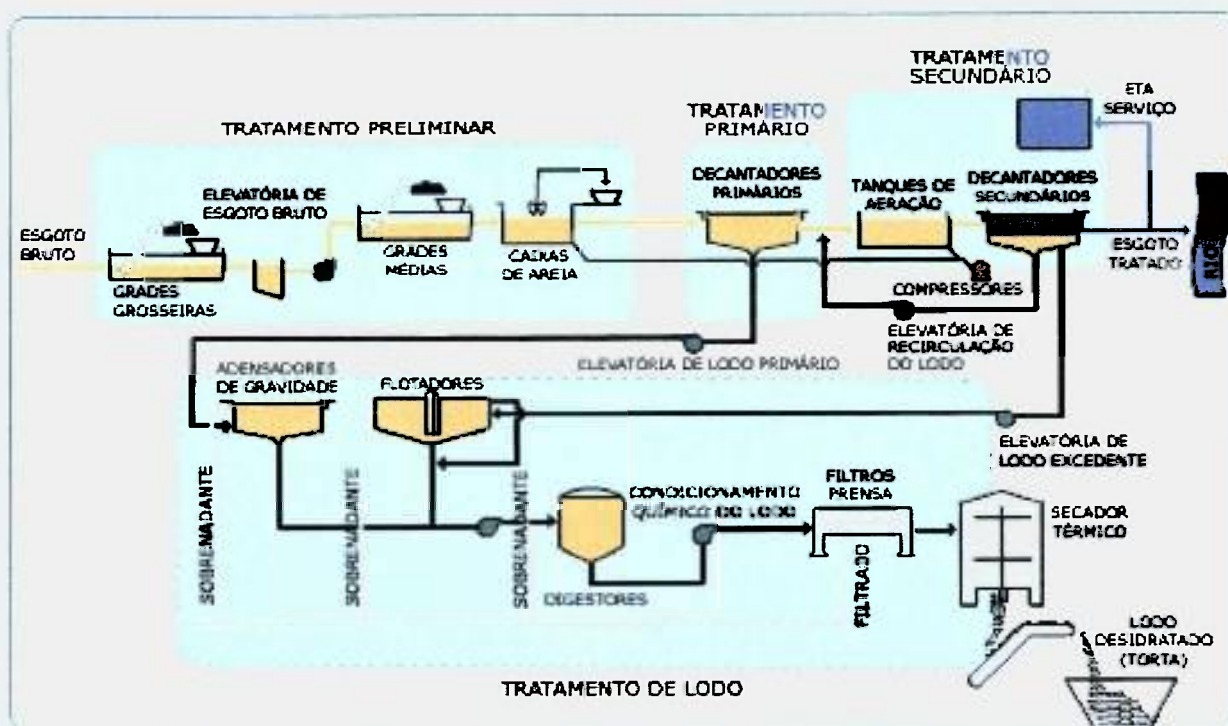 TRATAMENTO PRELIMINAR
TRATAMENTO
PRIMÁRIO
TRATAMENTO
SECUNDÁRIO
ETA
SERVIÇO
ESGOTO
BRUTO
GRADES
GROSSEIRAS
ELEVATÓRIA DE
ESGOTO BRUTO
GRADES
MÉDIAS
CAIXAS
DE AREIA
DECANTADORES
PRIMÁRIOS
TANQUES DE
AERAÇÃO
DECANTADORES
SECUNDÁRIOS
ESGOTO
TRATADO
RIO
COMPRESSORES
ELEVATÓRIA DE
RECIRCULAÇÃO
DO LODO
ELEVATÓRIA DE LODO PRIMÁRIO
ADENSADORES
DE GRAVIDADE
FLOTADORES
ELEVATÓRIA DE
LODO EXCEDENTE
SOBRENADANTE
SOBRENADANTE
SOBRENADANTE
DIGESTORES
CONDICIONAMENTO
QUÍMICO DO LODO
FILTROS
PRENSA
FILTRADO
SECADOR
TÉRMICO
LODO
DESIDRATADO
(TORTA)
TRATAMENTO DE LODO